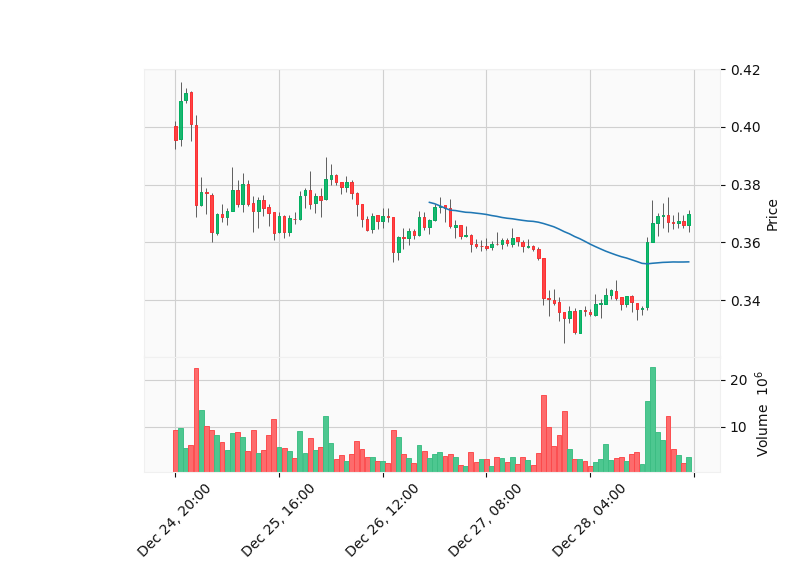 0.42
0.40
0.38
0.36
0.34
Price
20
10
Volume 10^6
Dec 24, 20:00
Dec 25, 16:00
Dec 26, 12:00
Dec 27, 08:00
Dec 28, 04:00